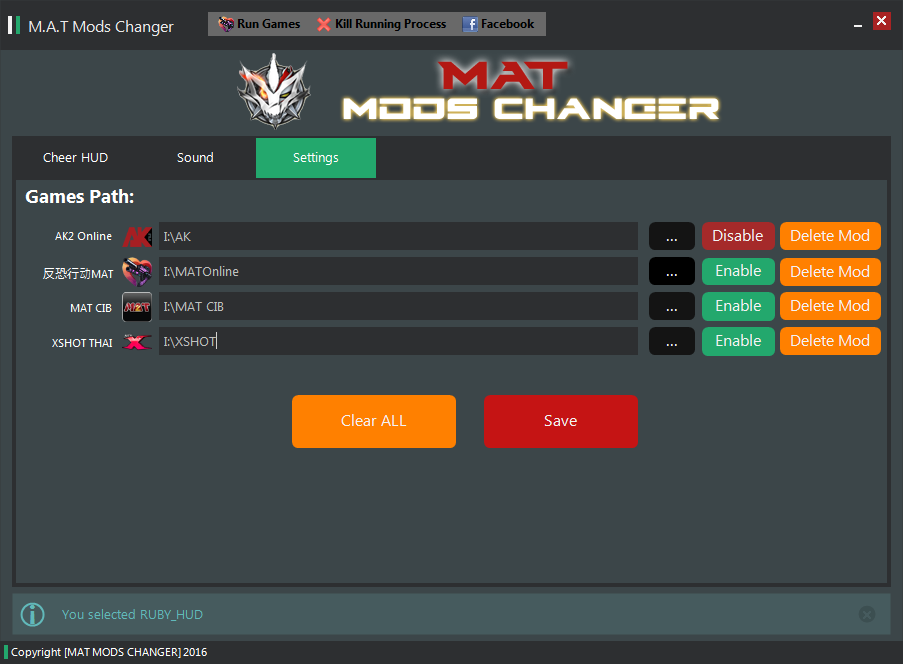 M.A.T Mods Changer
Run Games Kill Running Process Facebook
MAT
MODS CHANGER
Cheer HUD Sound Settings
Games Path:
AK2 Online AK I:\AK ... Disable Delete Mod
反恐行动MAT I:\MATOnline ... Enable Delete Mod
MAT CIB MAT I:\MAT CIB ... Enable Delete Mod
XSHOT THAI X I:\XSHOT ... Enable Delete Mod
Clear ALL Save
You selected RUBY_HUD
Copyright [MAT MODS CHANGER] 2016